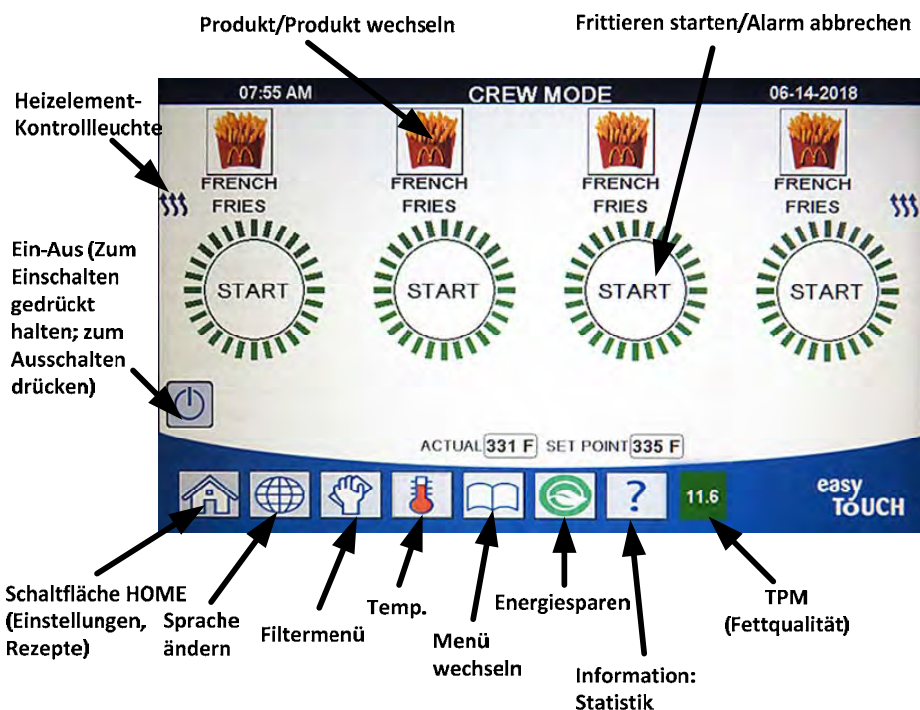 Produkt/Produkt wechseln
Frittieren starten/Alarm abbrechen
Heizelement-
Kontrollleuchte
07:55 AM CREW MODE 06-14-2018
FRENCH FRENCH FRENCH FRENCH
FRIES FRIES FRIES FRIES
Ein-Aus (Zum
Einschalten
gedrückt
halten; zum
Ausschalten
drücken)
START START START START
ACTUAL 331 F SET POINT 335 F
? 11.6 easy
ToUCH
Schaltfläche HOME
(Einstellungen,
Rezepte)
Sprache
ändern
Filtermenü
Temp.
Menü
wechseln
Energiesparen
Information:
Statistik
TPM
(Fettqualität)